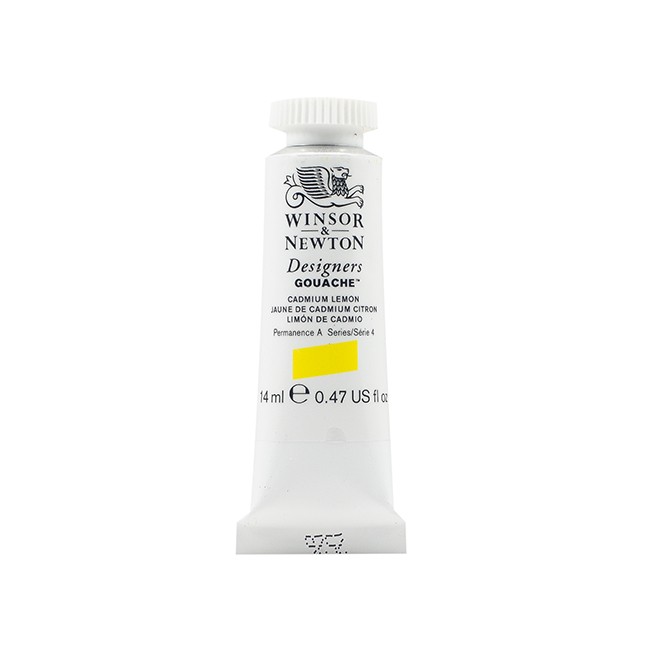 WINSOR
&
NEWTON
Designers
GOUACHE™
CADMIUM LEMON
JAUNE DE CADMIUM CITRON
LIMÓN DE CADMIO
Permanence A Series/Série 4
14 ml ℮ 0.47 US fl oz